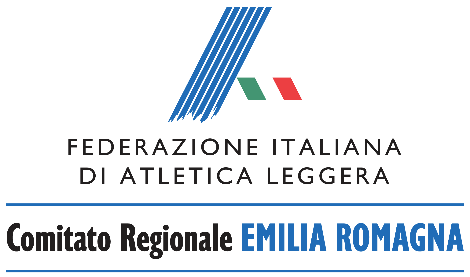 FEDERAZIONE ITALIANA
DI ATLETICA LEGGERA
Comitato Regionale EMILIA ROMAGNA